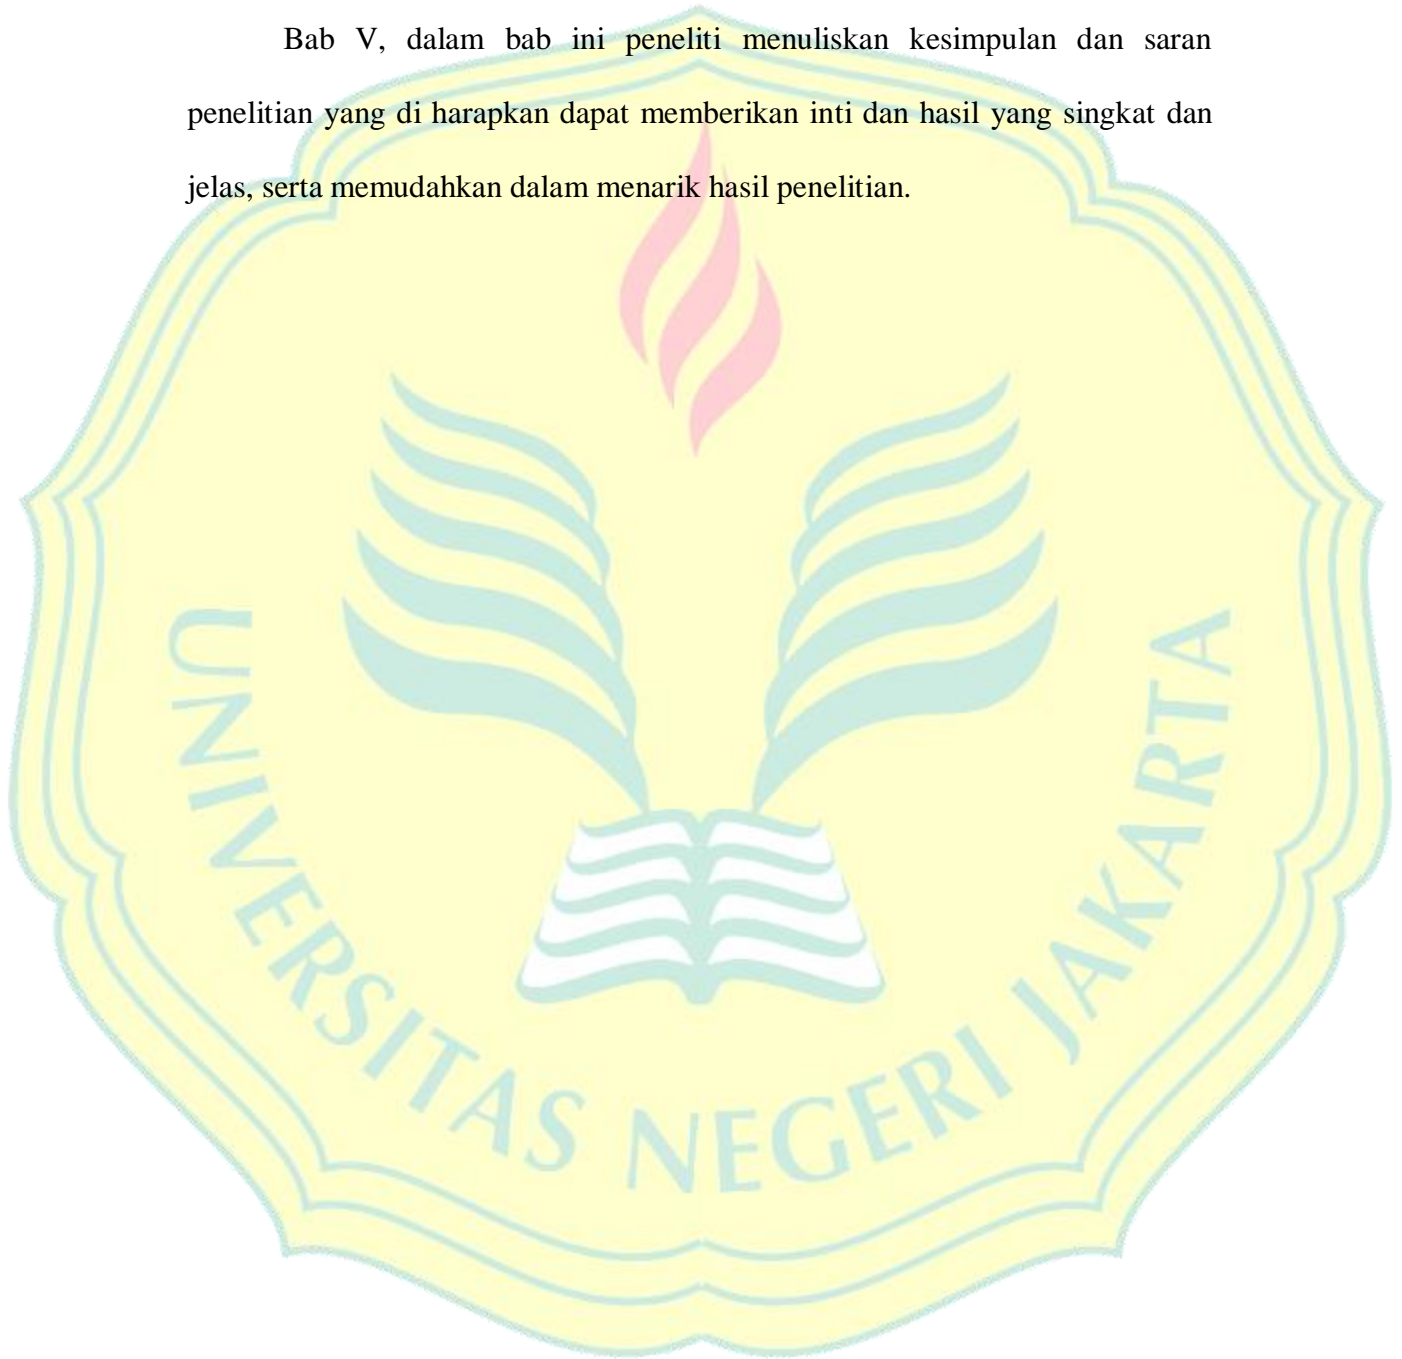 Bab V, dalam bab ini peneliti menuliskan kesimpulan dan saran
penelitian yang di harapkan dapat memberikan inti dan hasil yang singkat dan
jelas, serta memudahkan dalam menarik hasil penelitian.
UNIVERSITAS NEGERI JAKARTA